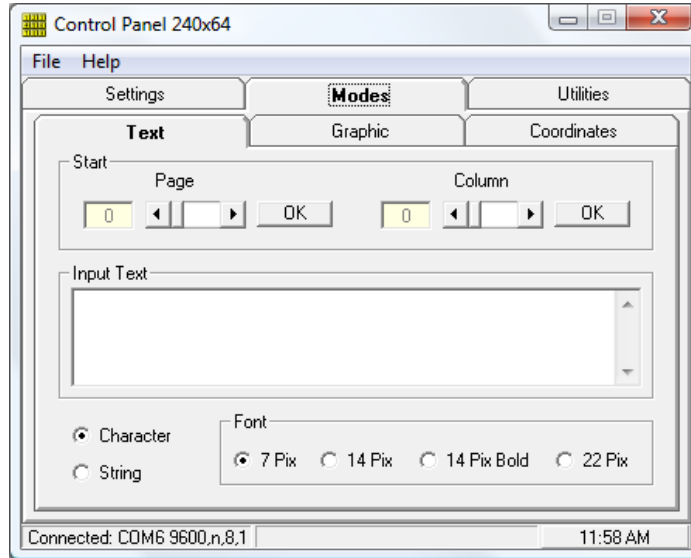 Control Panel 240x64
File Help
Settings Modes Utilities
Text Graphic Coordinates
Start
Page Column
0 OK 0 OK
Input Text
Character
String
Font
7 Pix 14 Pix 14 Pix Bold 22 Pix
Connected: COM6 9600,n,8,1 11:58 AM